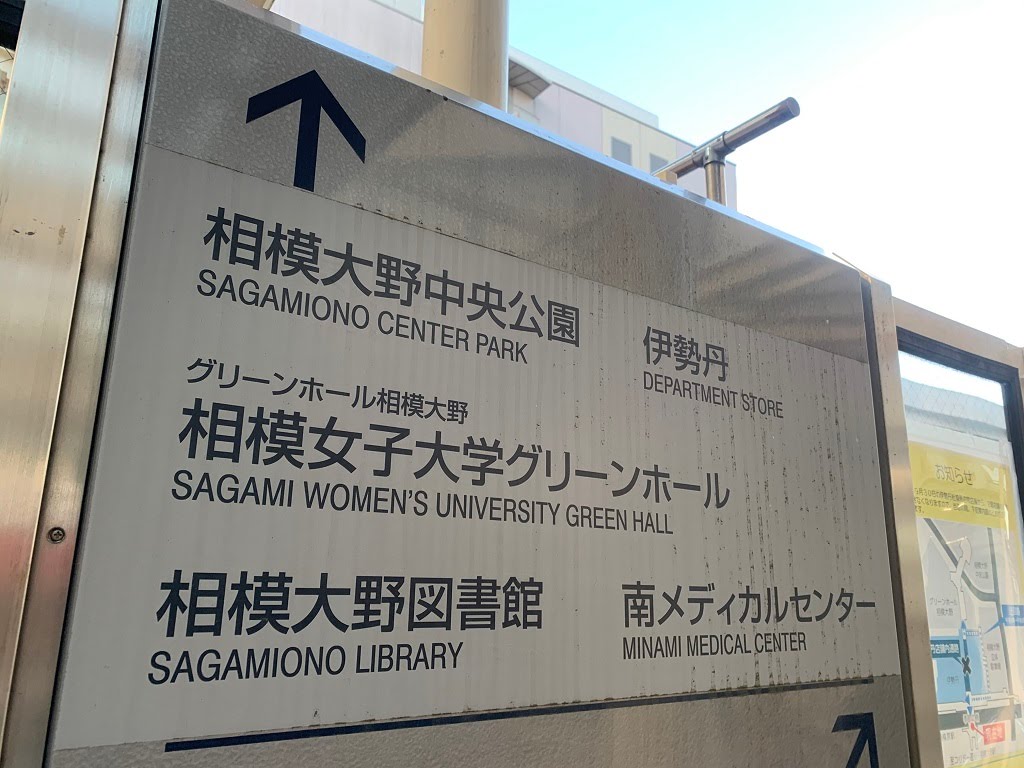 相模大野中央公園
SAGAMIONO CENTER PARK
伊勢丹
DEPARTMENT STORE
グリーンホール相模大野
相模女子大学グリーンホール
SAGAMI WOMEN'S UNIVERSITY GREEN HALL
相模大野図書館
SAGAMIONO LIBRARY
南メディカルセンター
MINAMI MEDICAL CENTER
お知らせ